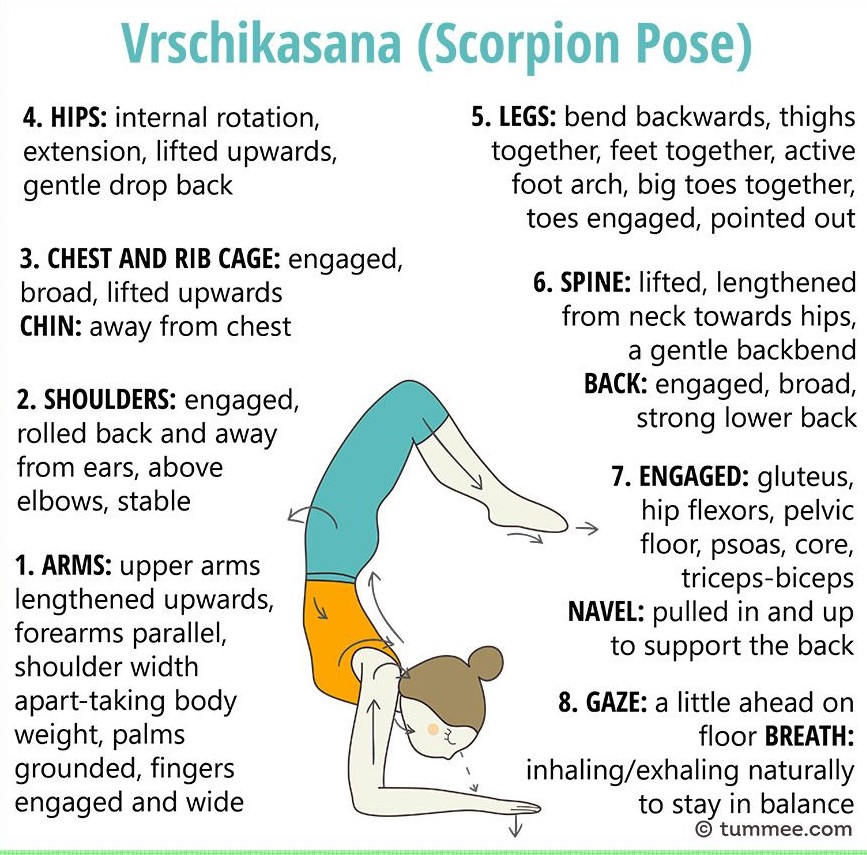 Vrschikasana (Scorpion Pose)
4. HIPS: internal rotation,
extension, lifted upwards,
gentle drop back
3. CHEST AND RIB CAGE: engaged,
broad, lifted upwards
CHIN: away from chest
2. SHOULDERS: engaged,
rolled back and away
from ears, above
elbows, stable
1. ARMS: upper arms
lengthened upwards,
forearms parallel,
shoulder width
apart-taking body
weight, palms
grounded, fingers
engaged and wide
5. LEGS: bend backwards, thighs
together, feet together, active
foot arch, big toes together,
toes engaged, pointed out
6. SPINE: lifted, lengthened
from neck towards hips,
a gentle backbend
BACK: engaged, broad,
strong lower back
7. ENGAGED: gluteus,
hip flexors, pelvic
floor, psoas, core,
triceps-biceps
NAVEL: pulled in and up
to support the back
8. GAZE: a little ahead on
floor BREATH:
inhaling/exhaling naturally
to stay in balance
© tummee.com